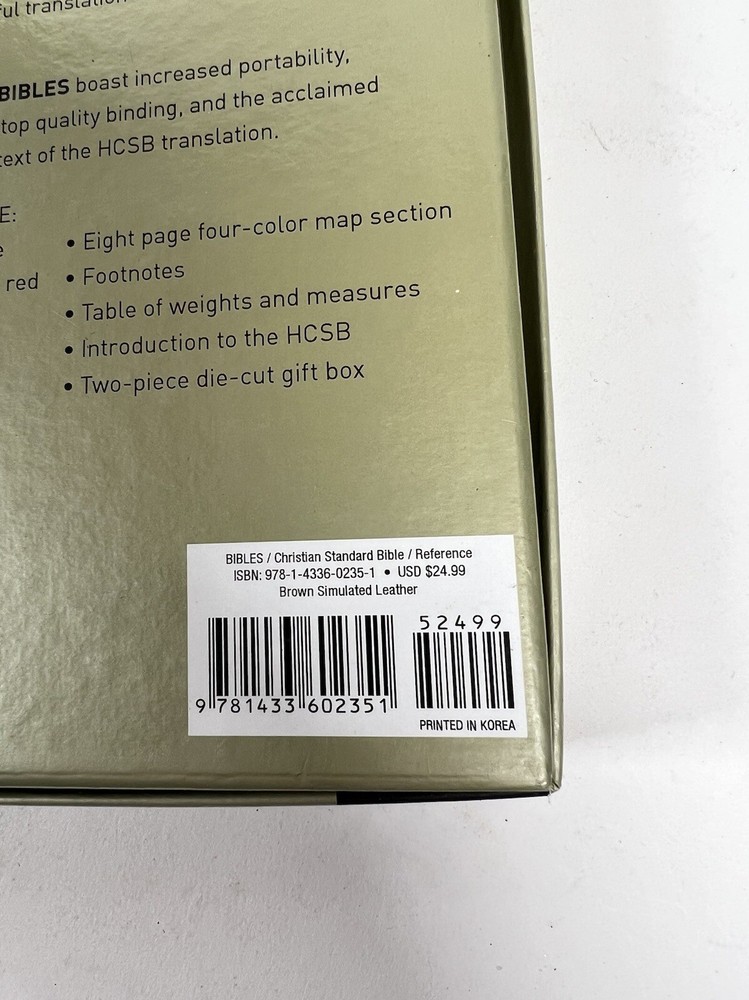 translation
BIBLES boast increased portability,
top quality binding, and the acclaimed
text of the HCSB translation.
E:
• Eight page four-color map section
• Footnotes
red
• Table of weights and measures
• Introduction to the HCSB
• Two-piece die-cut gift box
BIBLES / Christian Standard Bible / Reference
ISBN: 978-1-4336-0235-1 • USD $24.99
Brown Simulated Leather
52499
9 781433 602351
PRINTED IN KOREA